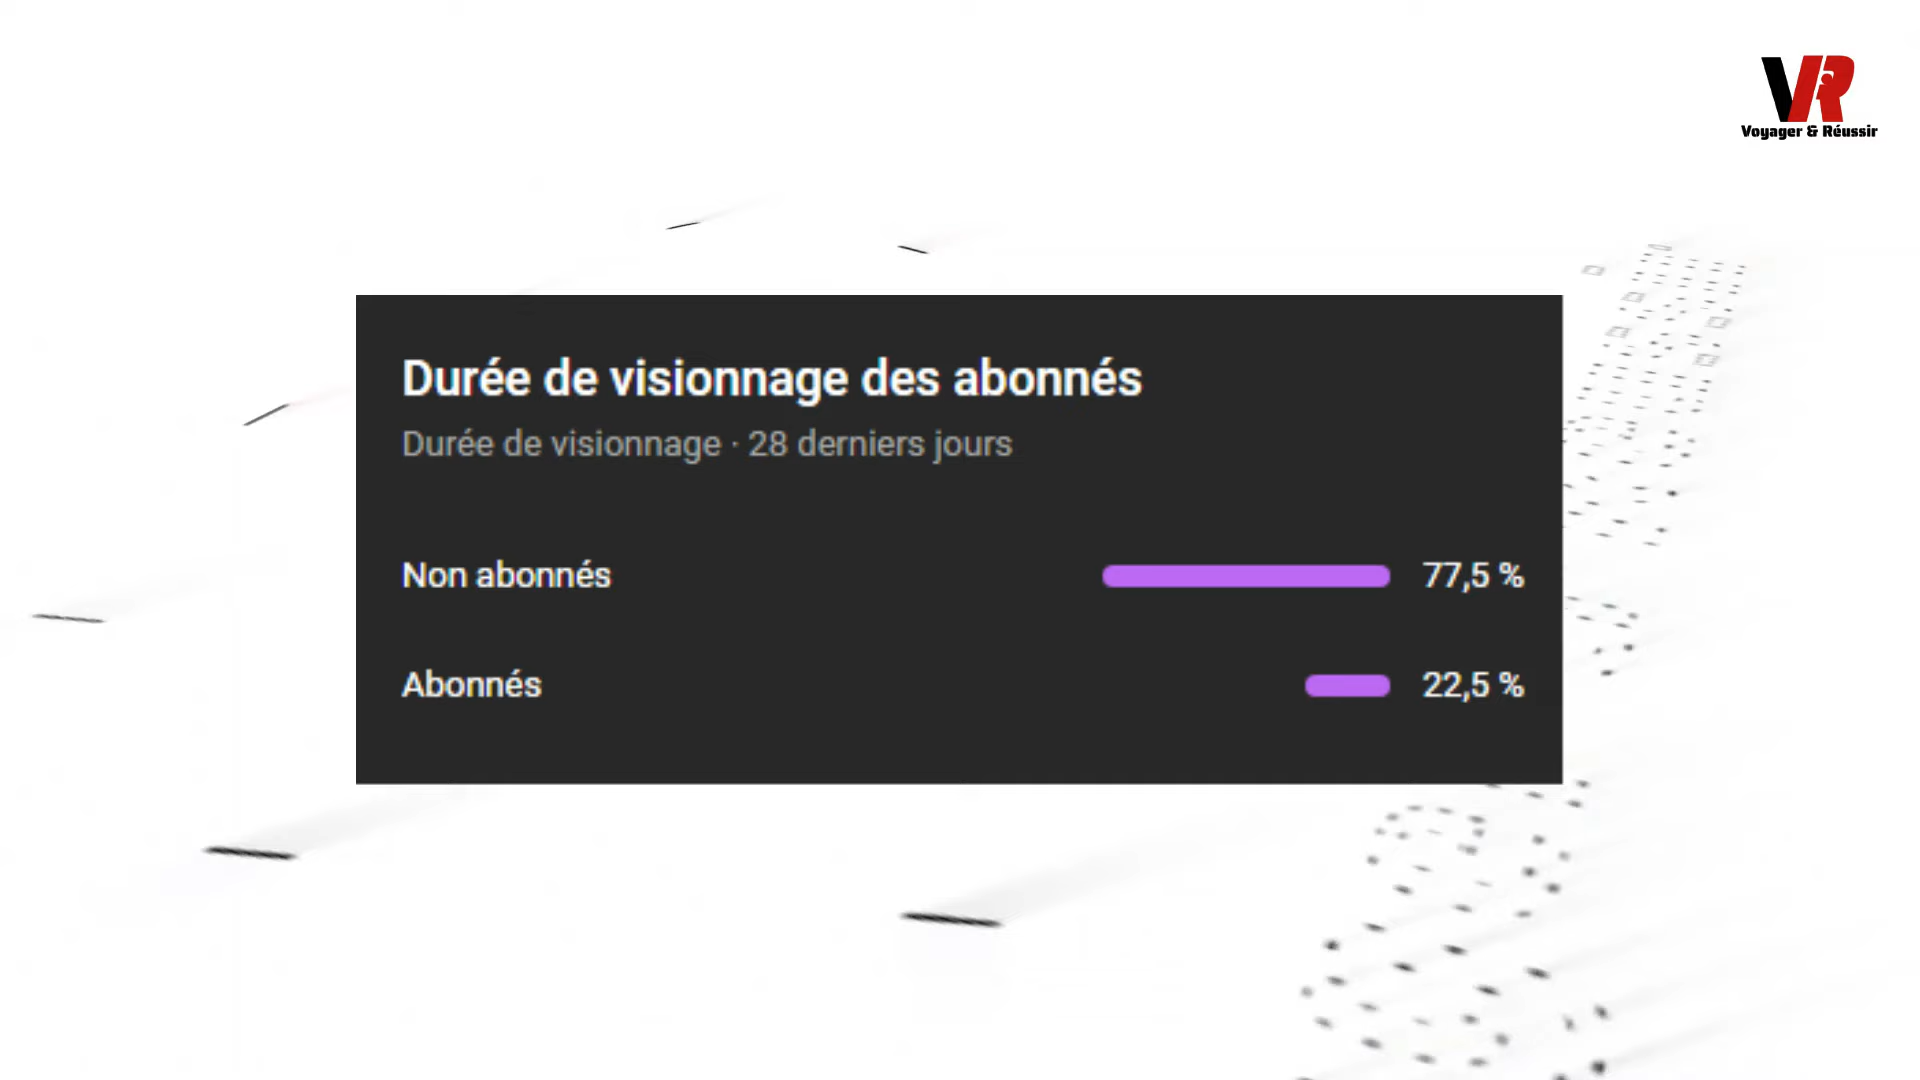 VR
Voyager & Réussir
Durée de visionnage des abonnés
Durée de visionnage · 28 derniers jours
Non abonnés 77,5 %
Abonnés 22,5 %